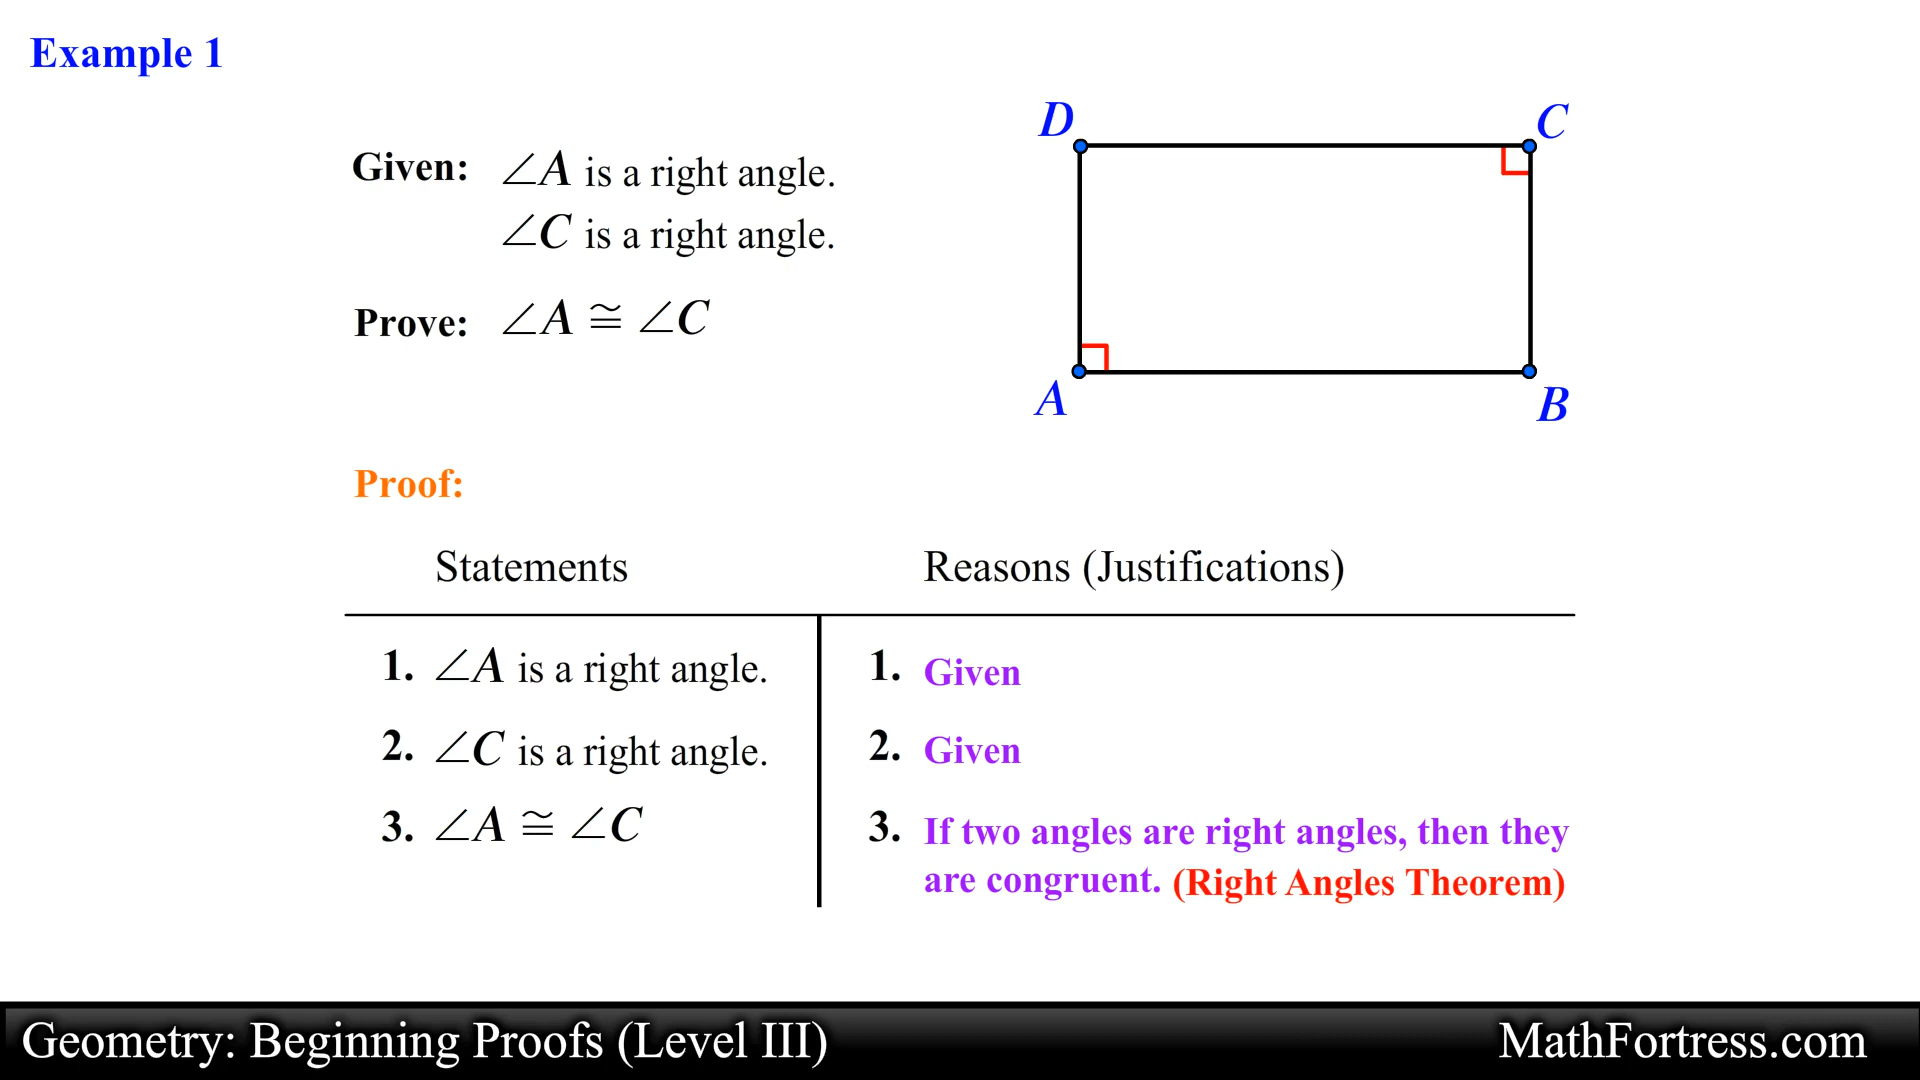 Example 1
Given: ∠A is a right angle.
∠C is a right angle.
Prove: ∠A ≅ ∠C
D
C
A
B
Proof:
Statements
Reasons (Justifications)
1. ∠A is a right angle.
1. Given
2. ∠C is a right angle.
2. Given
3. ∠A ≅ ∠C
3. If two angles are right angles, then they
are congruent. (Right Angles Theorem)
Geometry: Beginning Proofs (Level III)
MathFortress.com